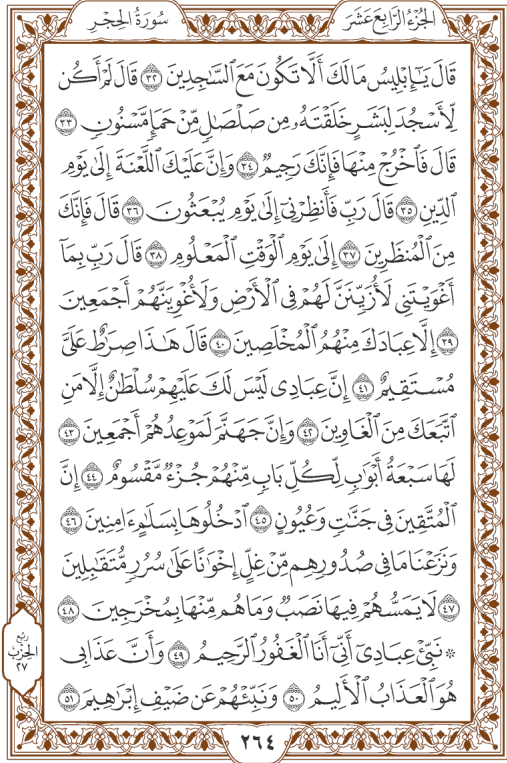 الجُزْءُ الرَّابِعَ عَشَرَ
سُورَةُ الحِجْرِ
قَالَ يَٰٓإِبْلِيسُ مَالَكَ أَلَّا تَكُونَ مَعَ ٱلسَّٰجِدِينَ ٣٢ قَالَ لَمْ أَكُن
لِّأَسْجُدَ لِبَشَرٍ خَلَقْتَهُۥ مِن صَلْصَٰلٍ مِّنْ حَمَإٍ مَّسْنُونٍ ٣٣
قَالَ فَٱخْرُجْ مِنْهَا فَإِنَّكَ رَجِيمٌ ٣٤ وَإِنَّ عَلَيْكَ ٱللَّعْنَةَ إِلَىٰ يَوْمِ
ٱلدِّينِ ٣٥ قَالَ رَبِّ فَأَنظِرْنِىٓ إِلَىٰ يَوْمِ يُبْعَثُونَ ٣٦ قَالَ فَإِنَّكَ
مِنَ ٱلْمُنظَرِينَ ٣٧ إِلَىٰ يَوْمِ ٱلْوَقْتِ ٱلْمَعْلُومِ ٣٨ قَالَ رَبِّ بِمَآ
أَغْوَيْتَنِى لَأُزَيِّنَنَّ لَهُمْ فِى ٱلْأَرْضِ وَلَأُغْوِيَنَّهُمْ أَجْمَعِينَ
٣٩ إِلَّا عِبَادَكَ مِنْهُمُ ٱلْمُخْلَصِينَ ٤٠ قَالَ هَٰذَا صِرَٰطٌ عَلَىَّ
مُسْتَقِيمٌ ٤١ إِنَّ عِبَادِى لَيْسَ لَكَ عَلَيْهِمْ سُلْطَٰنٌ إِلَّا مَنِ
ٱتَّبَعَكَ مِنَ ٱلْغَاوِينَ ٤٢ وَإِنَّ جَهَنَّمَ لَمَوْعِدُهُمْ أَجْمَعِينَ ٤٣
لَهَا سَبْعَةُ أَبْوَٰبٍ لِّكُلِّ بَابٍ مِّنْهُمْ جُزْءٌ مَّقْسُومٌ ٤٤ إِنَّ
ٱلْمُتَّقِينَ فِى جَنَّٰتٍ وَعُيُونٍ ٤٥ ٱدْخُلُوهَا بِسَلَٰمٍ ءَامِنِينَ ٤٦
وَنَزَعْنَا مَا فِى صُدُورِهِم مِّنْ غِلٍّ إِخْوَٰنًا عَلَىٰ سُرُرٍ مُّتَقَٰبِلِينَ
٤٧ لَا يَمَسُّهُمْ فِيهَا نَصَبٌ وَمَا هُم مِّنْهَا بِمُخْرَجِينَ ٤٨
۞ نَبِّئْ عِبَادِىٓ أَنِّىٓ أَنَا ٱلْغَفُورُ ٱلرَّحِيمُ ٤٩ وَأَنَّ عَذَابِى
هُوَ ٱلْعَذَابُ ٱلْأَلِيمُ ٥٠ وَنَبِّئْهُمْ عَن ضَيْفِ إِبْرَٰهِيمَ ٥١
رُبْع
الحِزْب
٢٧
٢٦٤